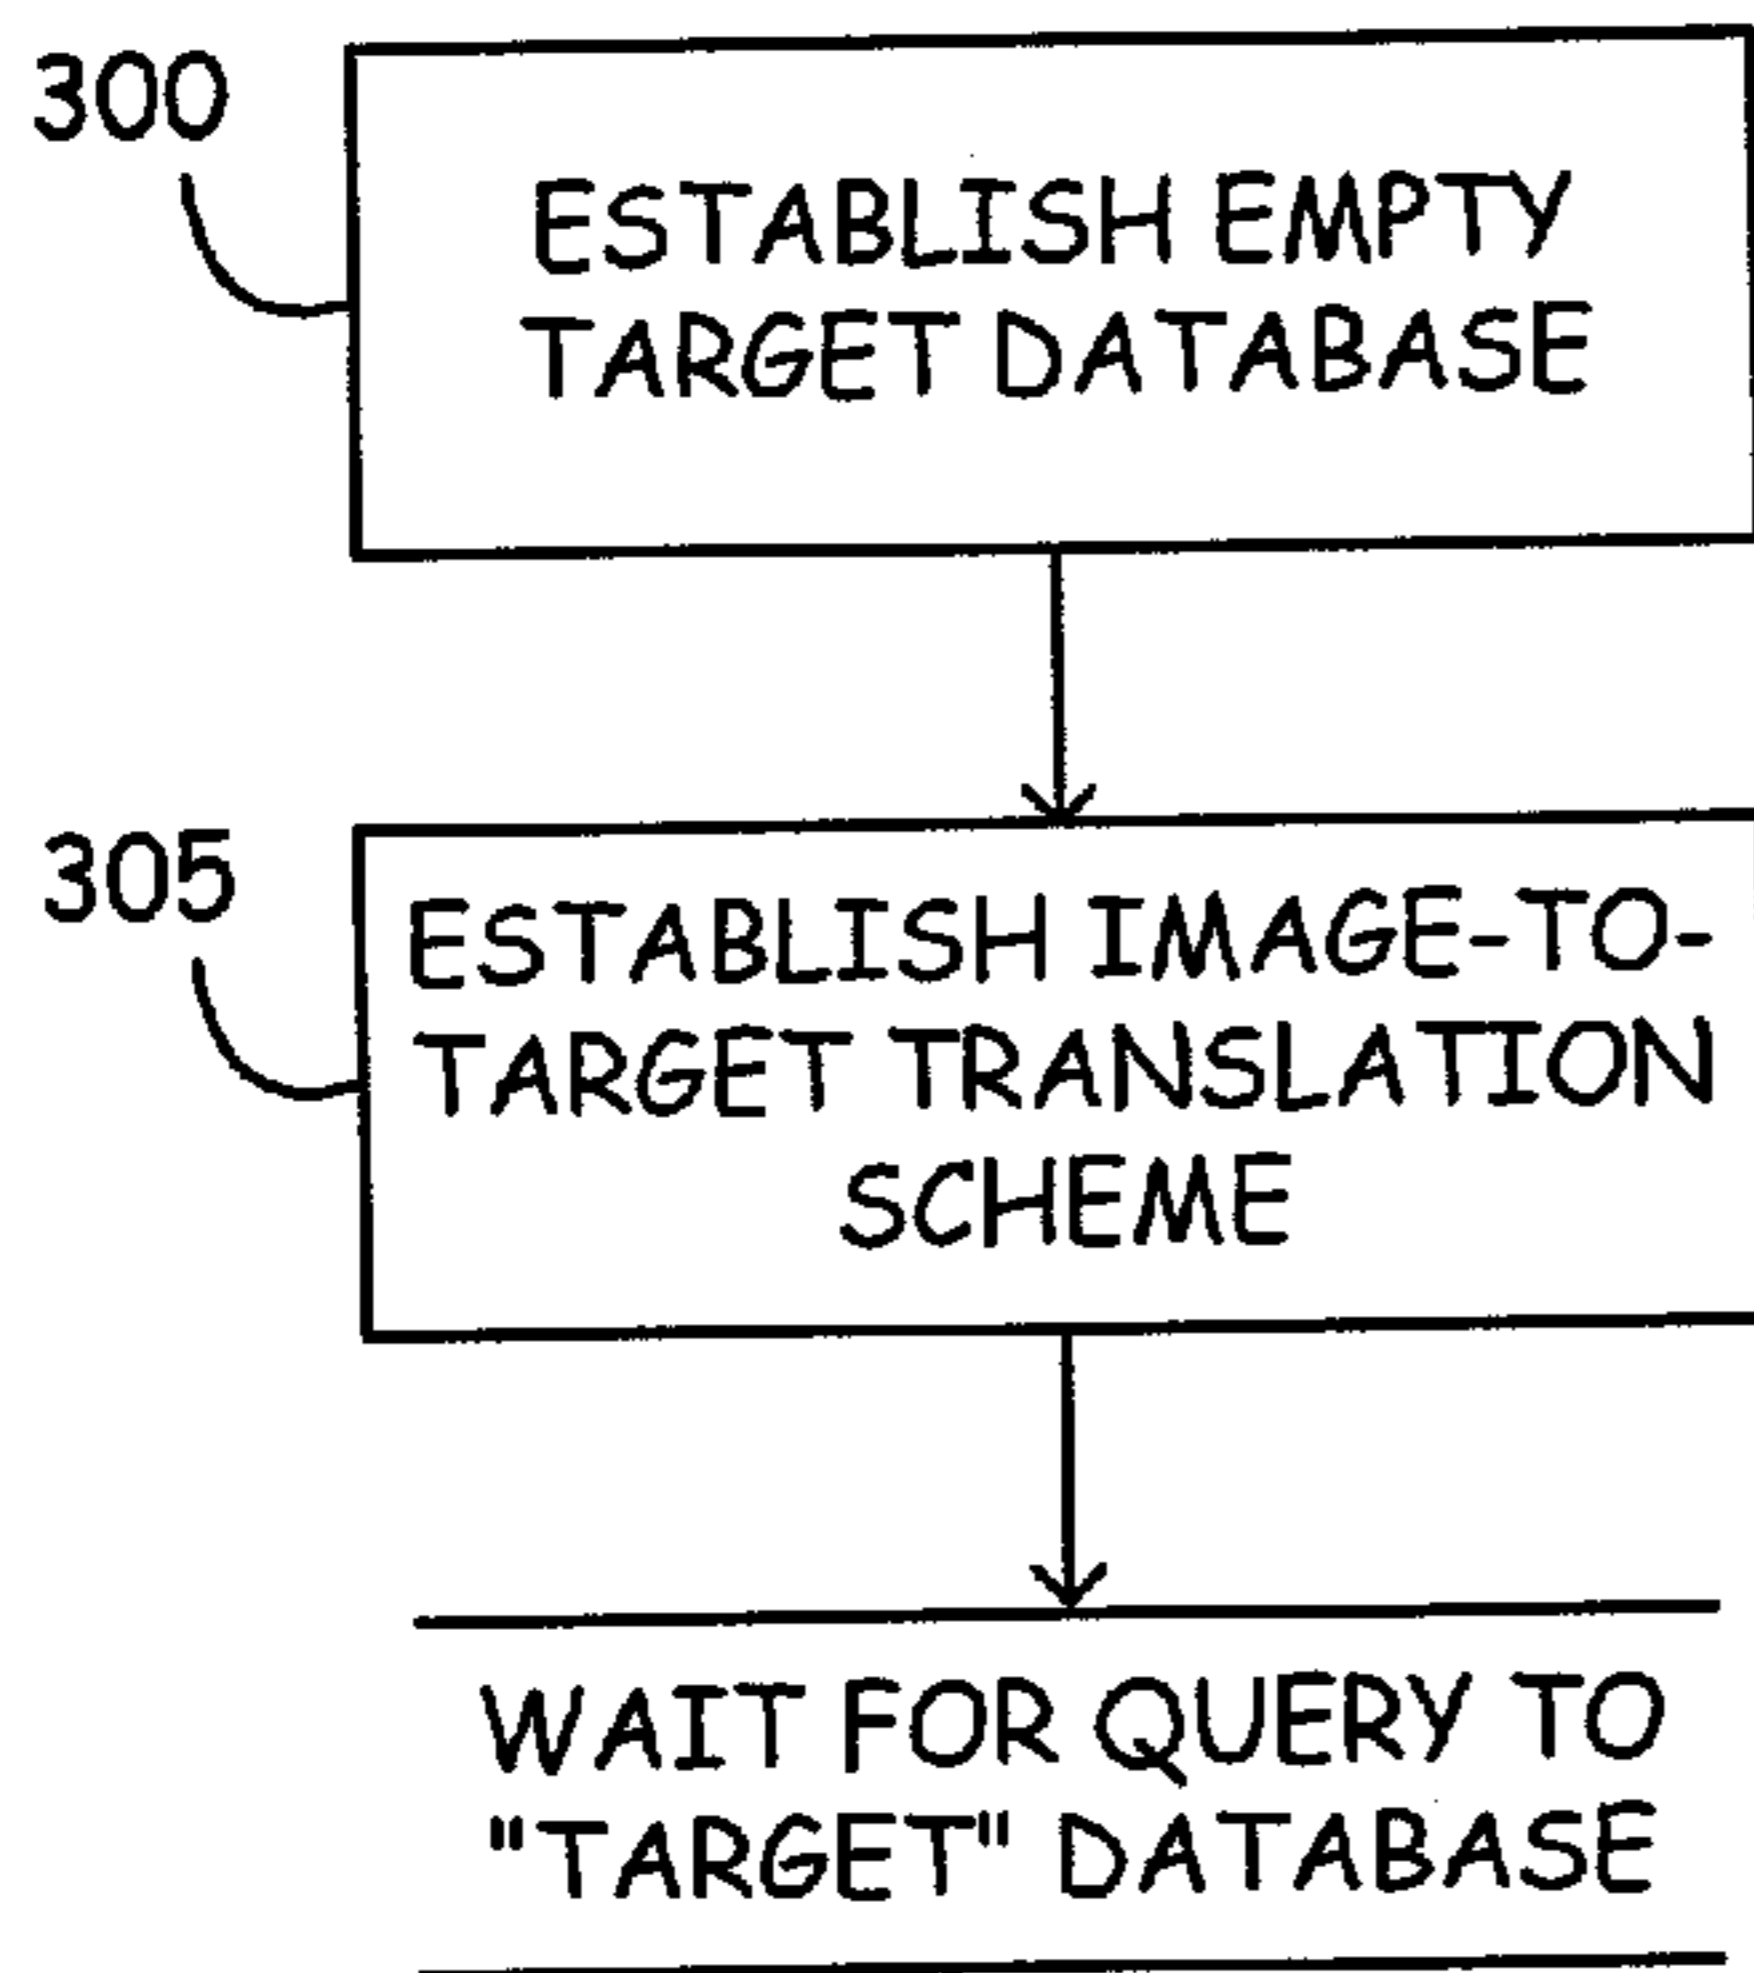 300
ESTABLISH EMPTY
TARGET DATABASE
305
ESTABLISH IMAGE-TO-
TARGET TRANSLATION
SCHEME
WAIT FOR QUERY TO
"TARGET" DATABASE